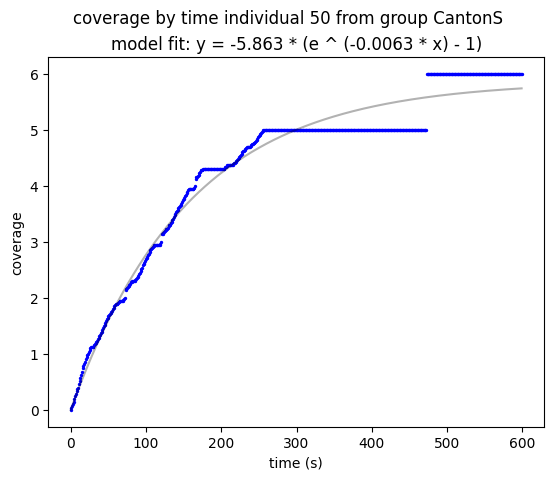 coverage by time individual 50 from group CantonS
model fit: y = -5.863 * (e ^ (-0.0063 * x) - 1)
6
5
4
3
2
1
0
coverage
0 100 200 300 400 500 600
time (s)